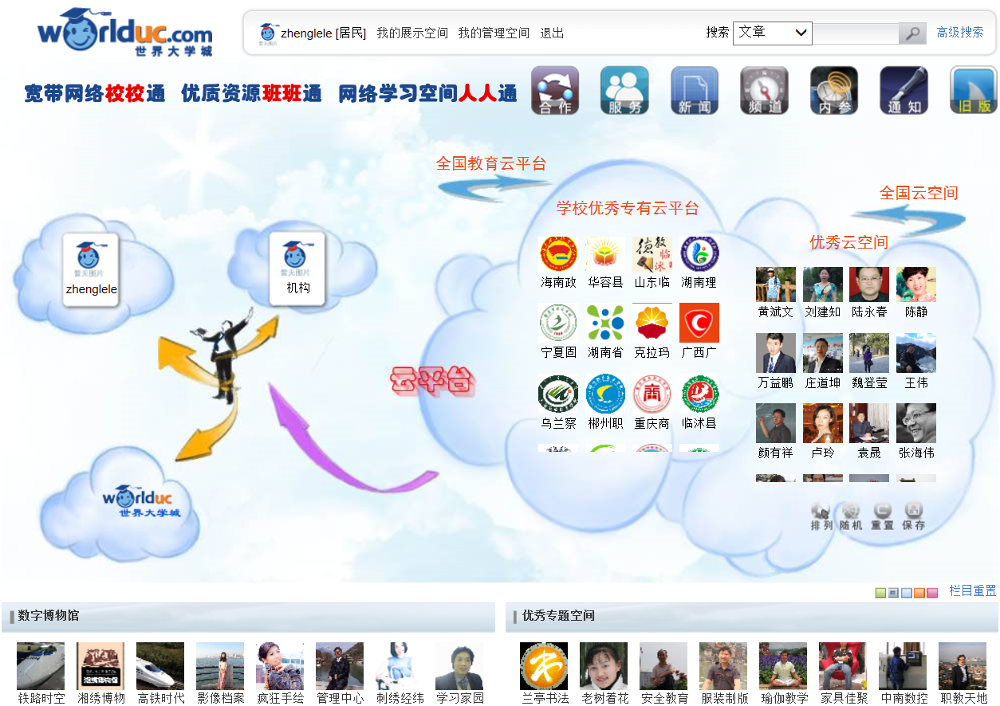 worlduc.com
世界大学城
暂无图片
zhenglele [居民] 我的展示空间 我的管理空间 退出
搜索 文章 高级搜索
宽带网络校校通 优质资源班班通 网络学习空间人人通
合作 服务 新闻 频道 内参 通知 旧版
全国教育云平台
全国云空间
学校优秀专有云平台
优秀云空间
暂无图片
zhenglele
暂无图片
机构
海南政 华容县 山东临 湖南理
黄斌文 刘建知 陆永春 陈静
宁夏固 湖南省 克拉玛 广西广
万益鹏 庄道坤 魏登莹 王伟
云平台
乌兰察 郴州职 重庆商 临沭县
颜有祥 卢玲 袁晟 张海伟
worlduc
世界大学城
排列 随机 重置 保存
栏目重置
数字博物馆
优秀专题空间
铁路时空 湘绣博物 高铁时代 影像档案 疯狂手绘 管理中心 刺绣经纬 学习家园
兰亭书法 老树着花 安全教育 服装制版 瑜伽教学 家具佳聚 中南数控 职教天地